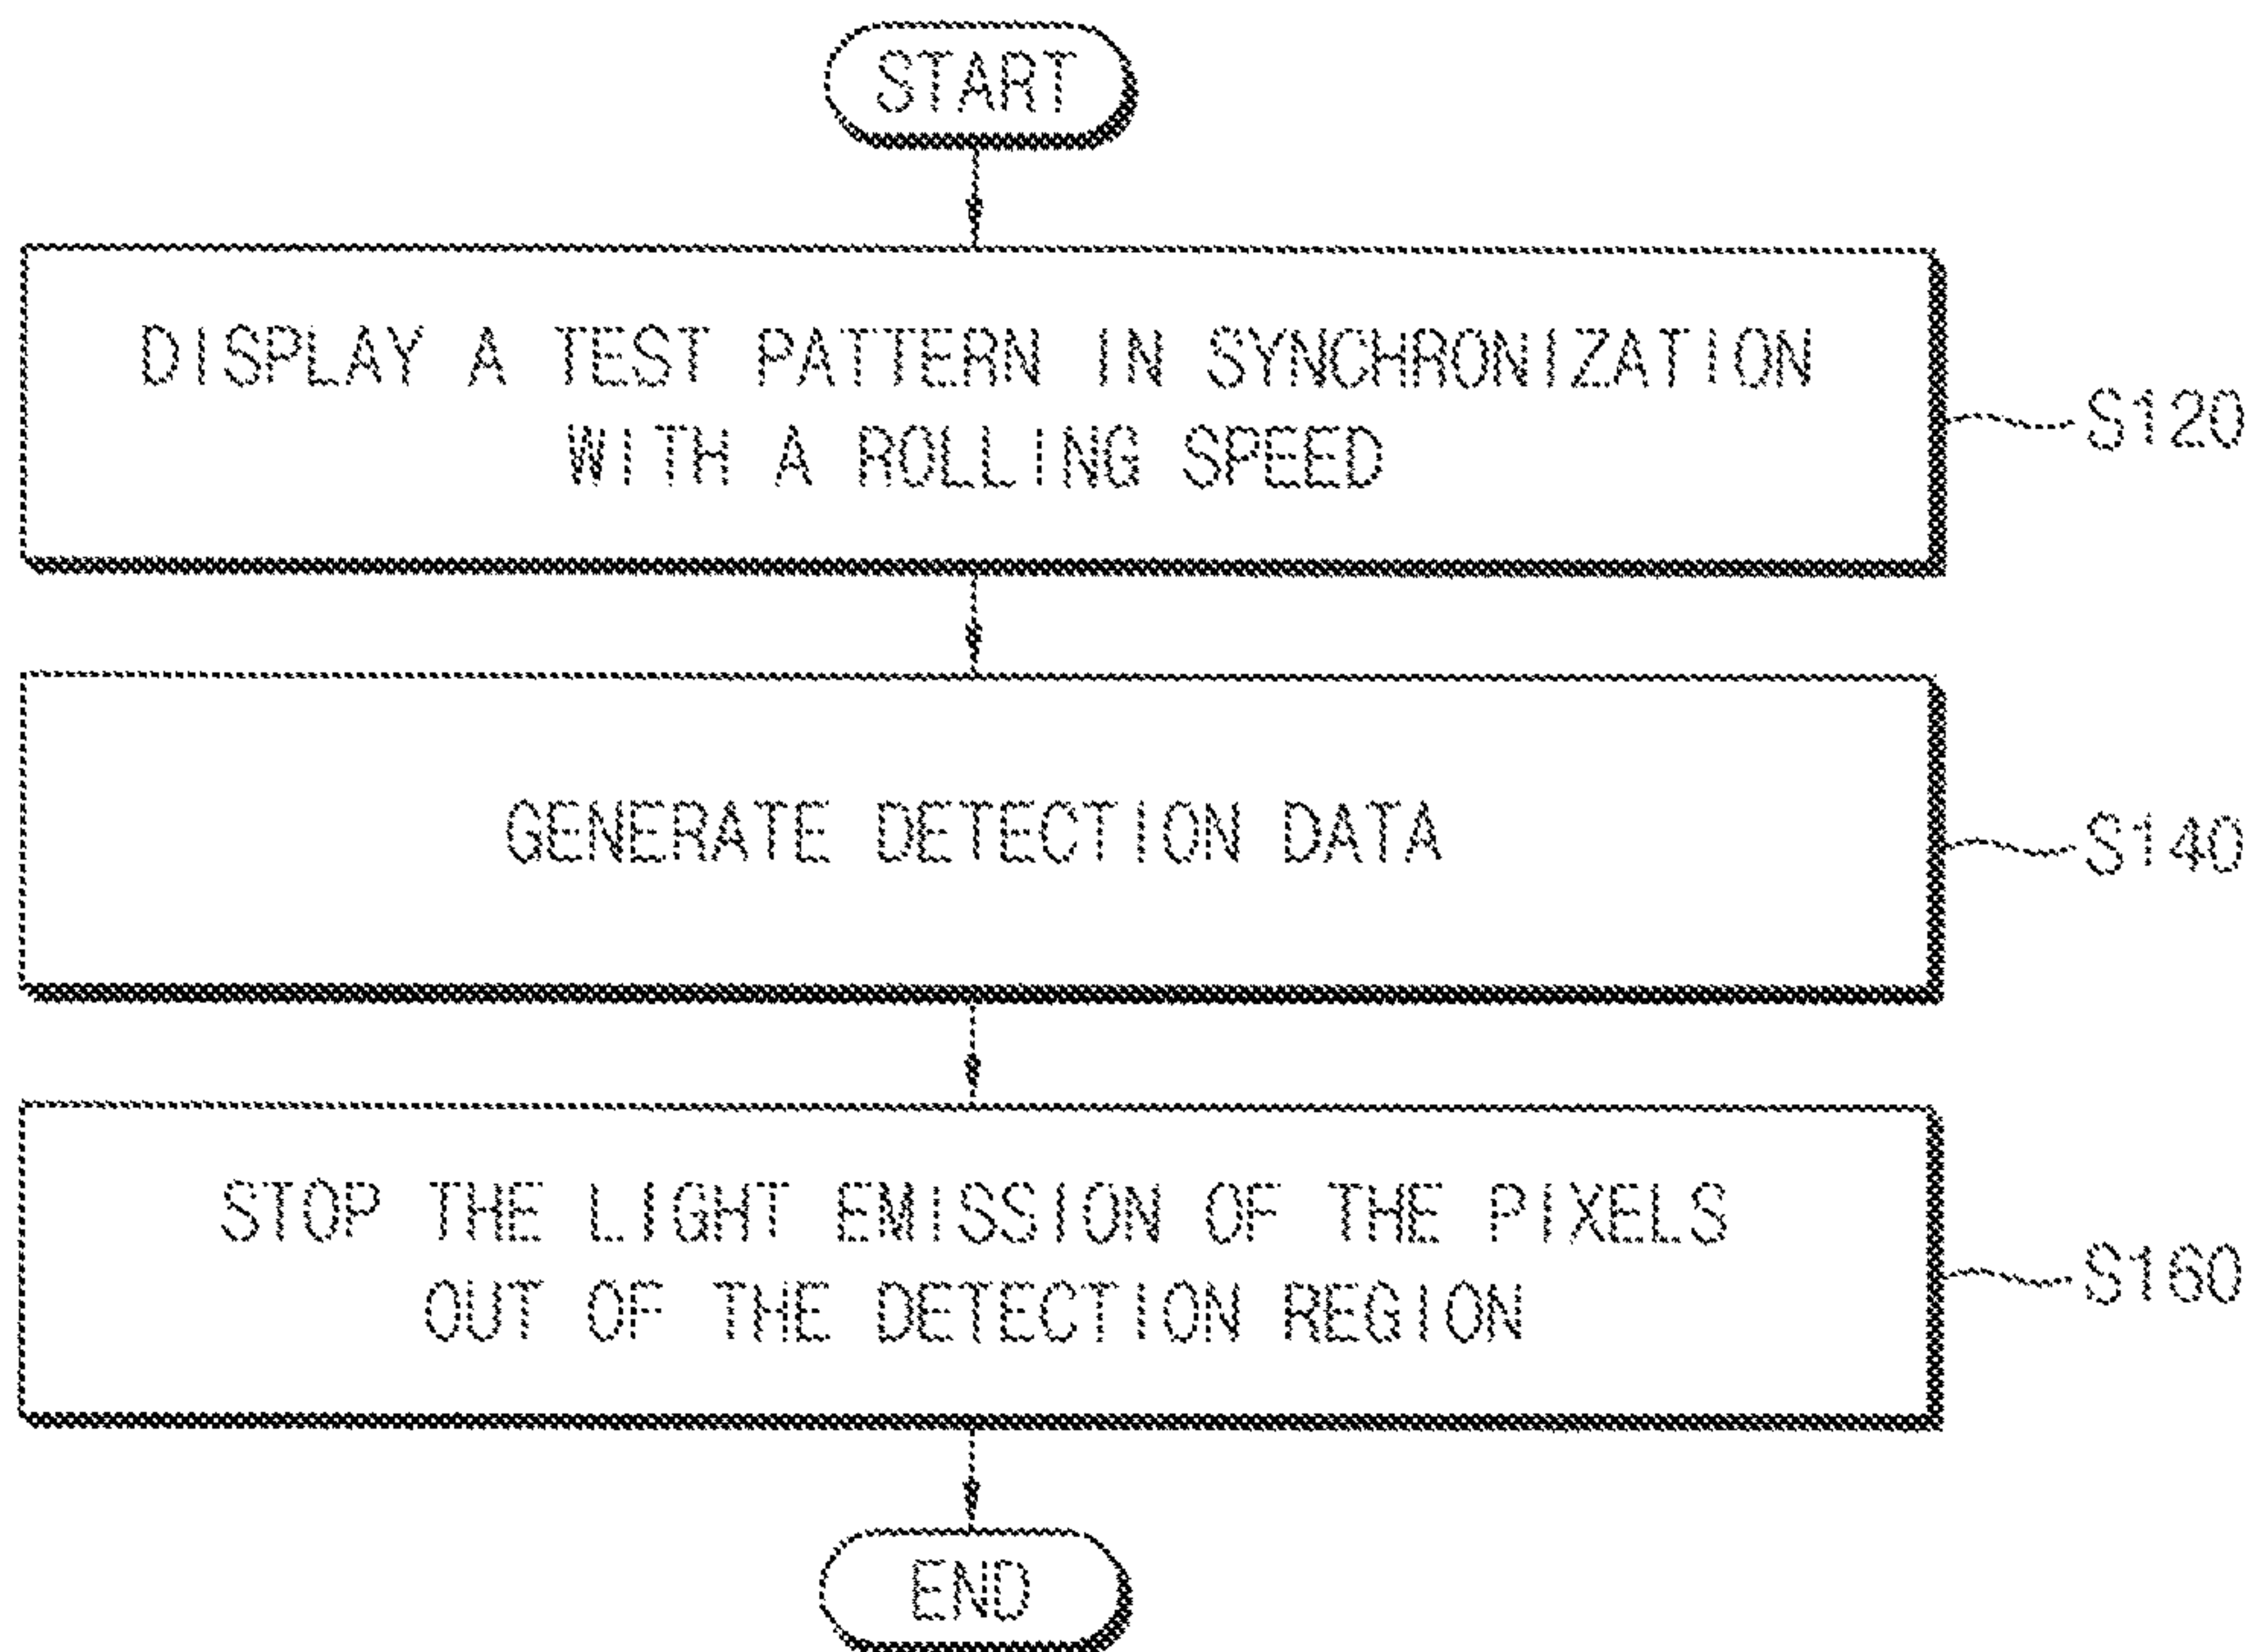 START
DISPLAY A TEST PATTERN IN SYNCHRONIZATION
WITH A ROLLING SPEED
S120
GENERATE DETECTION DATA
S140
STOP THE LIGHT EMISSION OF THE PIXELS
OUT OF THE DETECTION REGION
S160
END